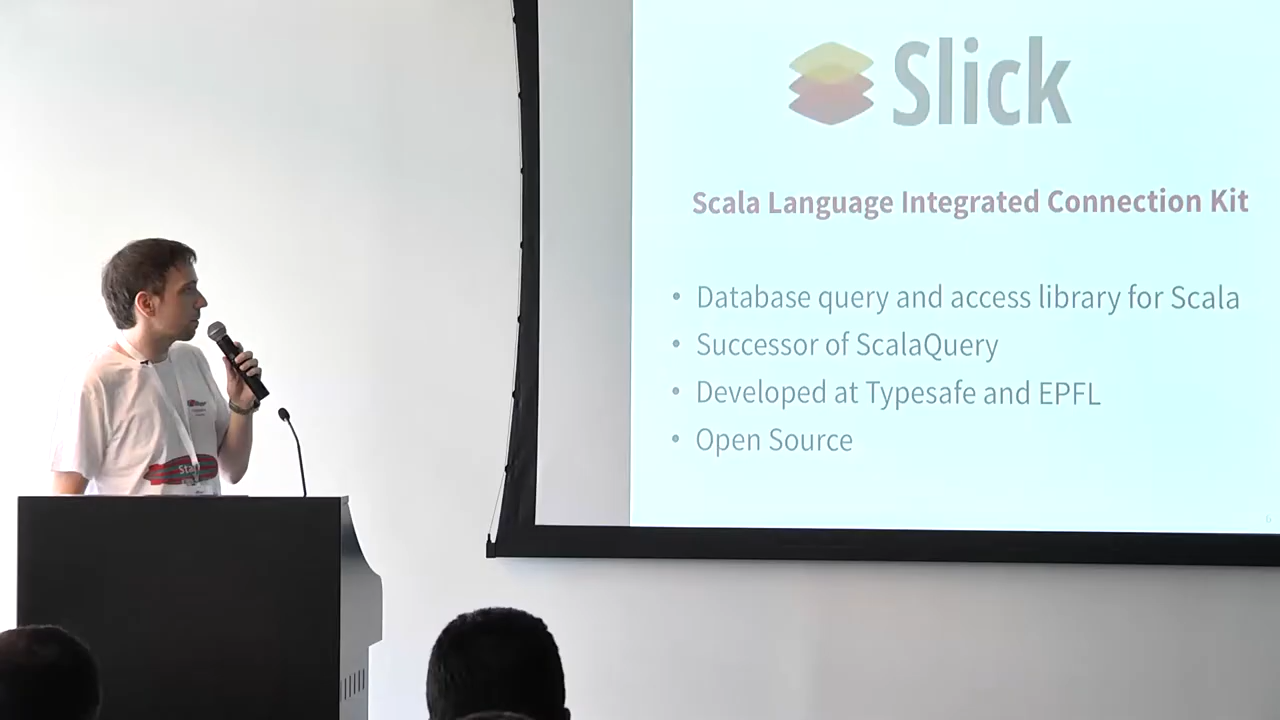 Slick
Scala Language Integrated Connection Kit
• Database query and access library for Scala
• Successor of ScalaQuery
• Developed at Typesafe and EPFL
• Open Source
6